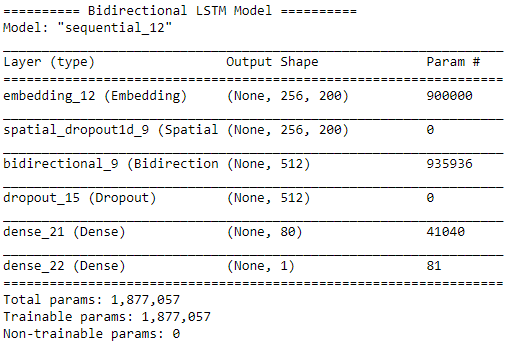 ========== Bidirectional LSTM Model ==========
Model: "sequential_12"
_________________________________________________________________
Layer (type)                 Output Shape              Param #
=================================================================
embedding_12 (Embedding)     (None, 256, 200)          900000
_________________________________________________________________
spatial_dropout1d_9 (Spatial (None, 256, 200)          0
_________________________________________________________________
bidirectional_9 (Bidirection (None, 512)               935936
_________________________________________________________________
dropout_15 (Dropout)         (None, 512)               0
_________________________________________________________________
dense_21 (Dense)             (None, 80)                41040
_________________________________________________________________
dense_22 (Dense)             (None, 1)                 81
=================================================================
Total params: 1,877,057
Trainable params: 1,877,057
Non-trainable params: 0